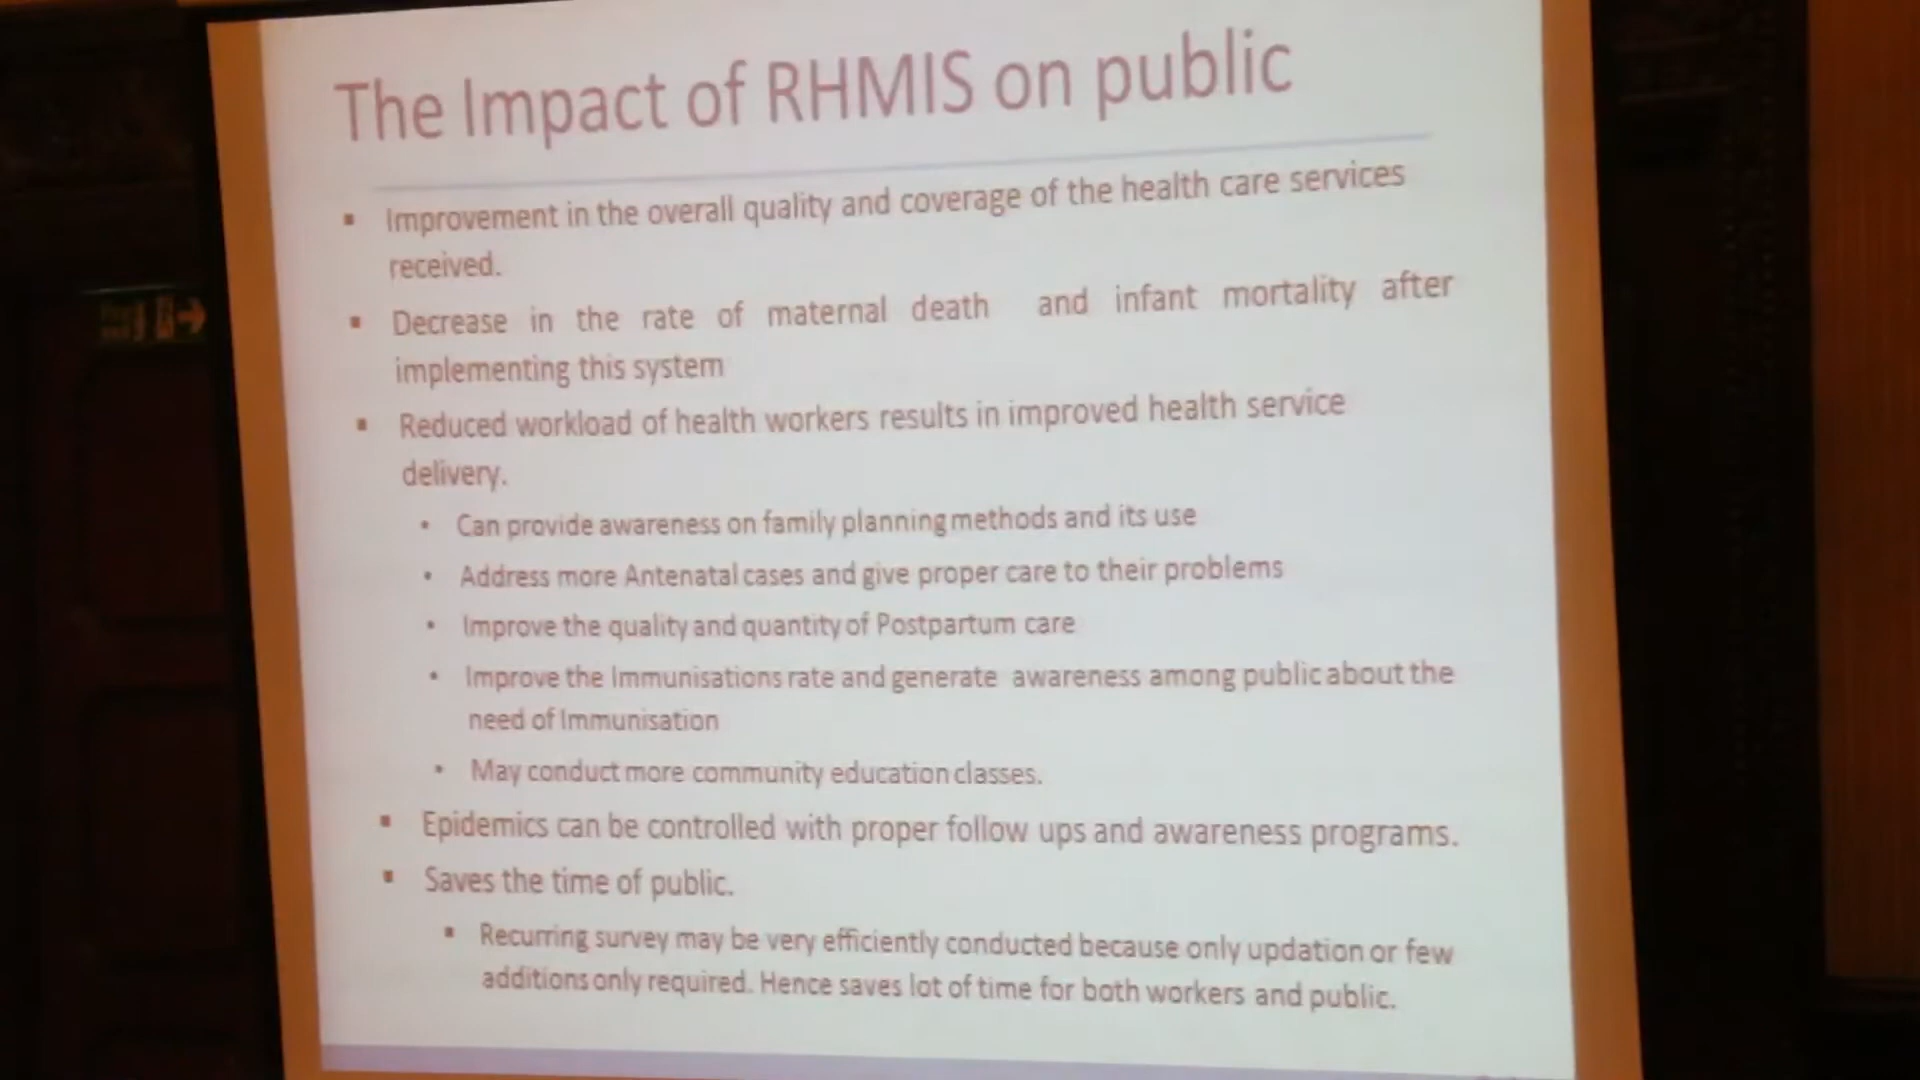 The Impact of RHMIS on public
▪ Improvement in the overall quality and coverage of the health care services
received.
▪ Decrease in the rate of maternal death and infant mortality after
implementing this system
▪ Reduced workload of health workers results in improved health service
delivery.
• Can provide awareness on family planning methods and its use
• Address more Antenatal cases and give proper care to their problems
• Improve the quality and quantity of Postpartum care
• Improve the Immunisations rate and generate awareness among public about the
need of Immunisation
• May conduct more community education classes.
▪ Epidemics can be controlled with proper follow ups and awareness programs.
▪ Saves the time of public.
▪ Recurring survey may be very efficiently conducted because only updation or few
additions only required. Hence saves lot of time for both workers and public.